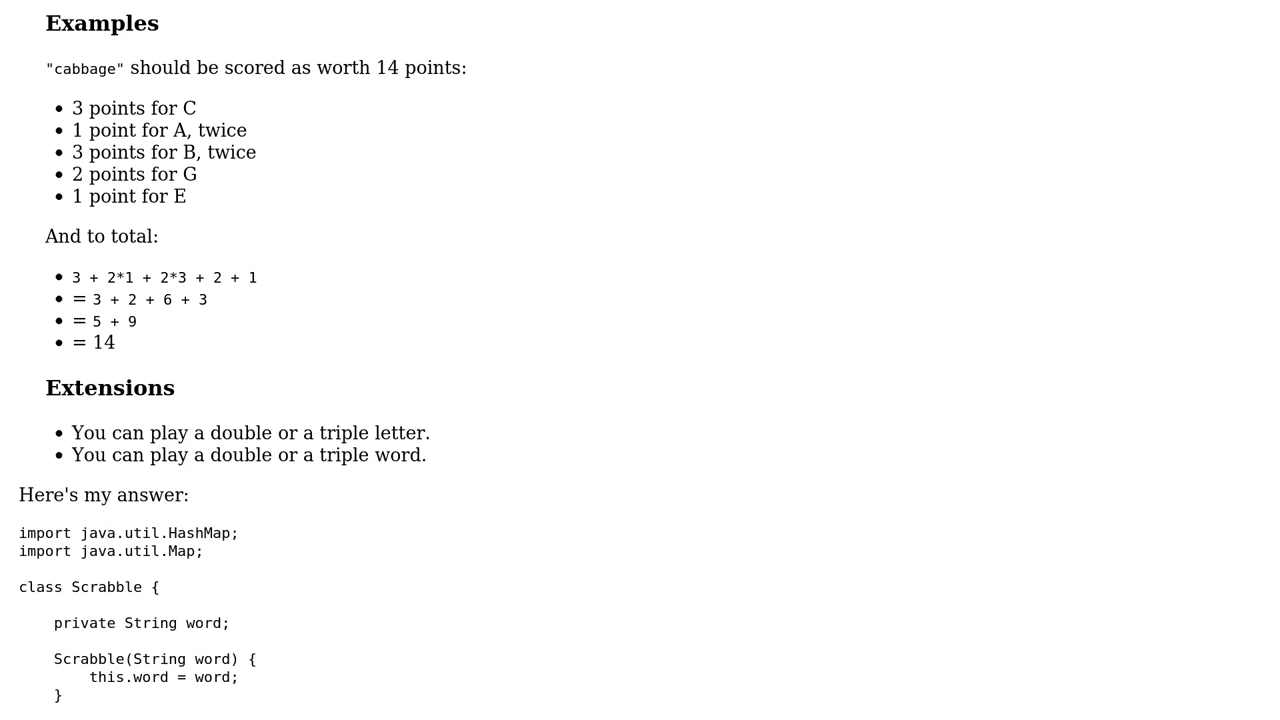 Examples
"cabbage" should be scored as worth 14 points:
• 3 points for C
• 1 point for A, twice
• 3 points for B, twice
• 2 points for G
• 1 point for E
And to total:
• 3 + 2*1 + 2*3 + 2 + 1
• = 3 + 2 + 6 + 3
• = 5 + 9
• = 14
Extensions
• You can play a double or a triple letter.
• You can play a double or a triple word.
Here's my answer:
import java.util.HashMap;
import java.util.Map;
class Scrabble {
    private String word;
    Scrabble(String word) {
        this.word = word;
    }